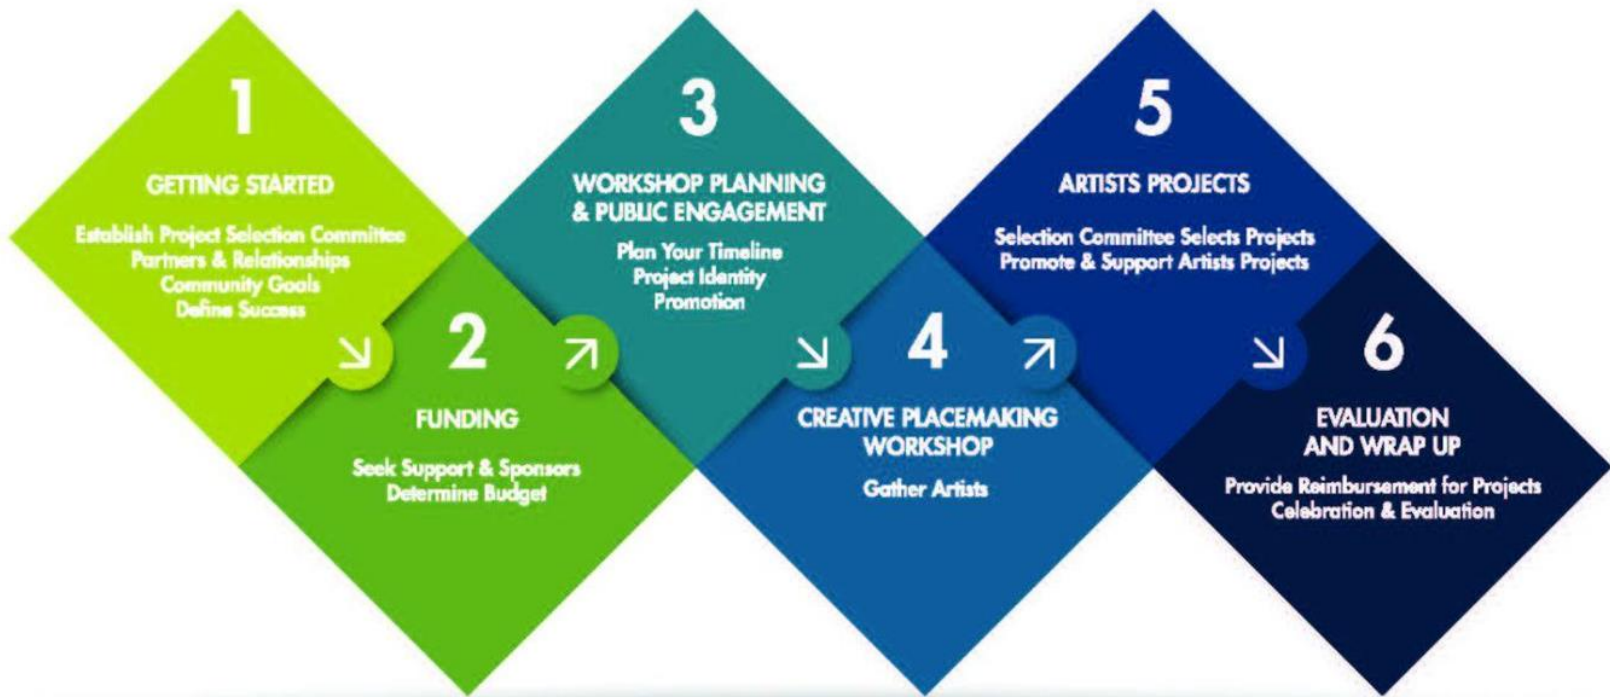 1
GETTING STARTED
Establish Project Selection Committee
Partners & Relationships
Community Goals
Define Success
2
FUNDING
Seek Support & Sponsors
Determine Budget
3
WORKSHOP PLANNING
& PUBLIC ENGAGEMENT
Plan Your Timeline
Project Identity
Promotion
4
CREATIVE PLACEMAKING
WORKSHOP
Gather Artists
5
ARTISTS PROJECTS
Selection Committee Selects Projects
Promote & Support Artists Projects
6
EVALUATION
AND WRAP UP
Provide Reimbursement for Projects
Celebration & Evaluation